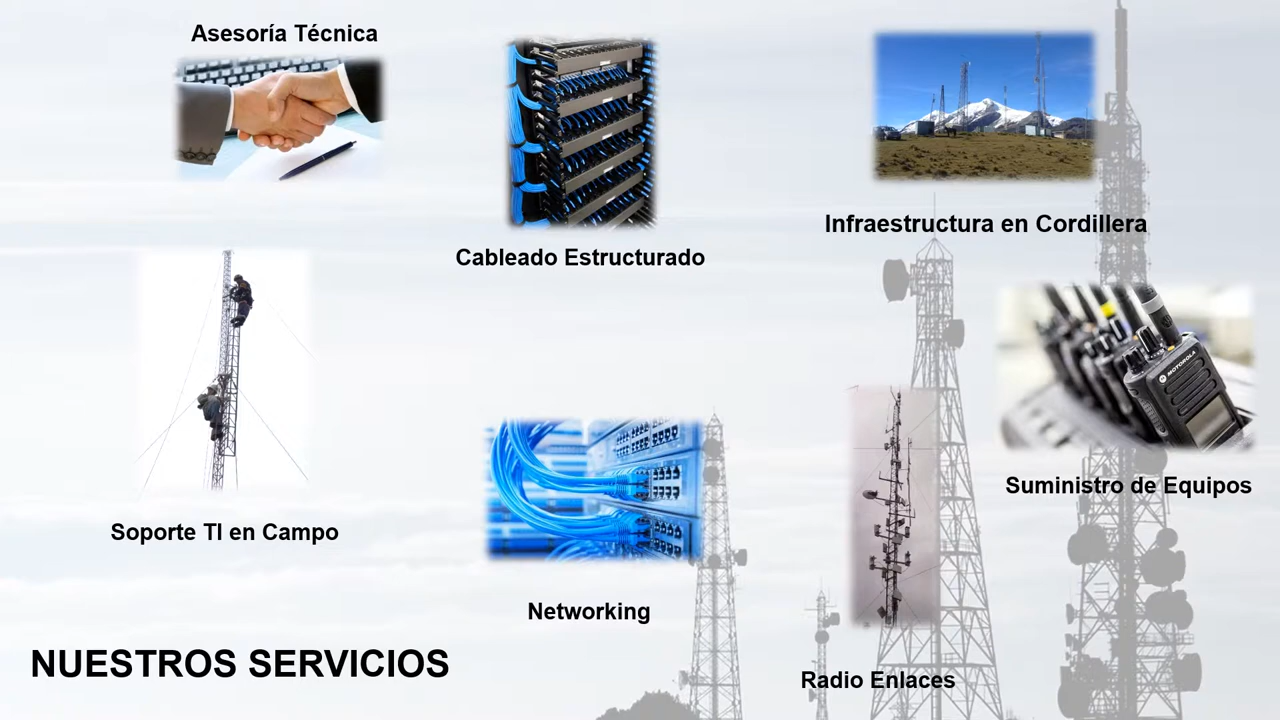 Asesoría Técnica
Cableado Estructurado
Infraestructura en Cordillera
MOTOROLA
Suministro de Equipos
Soporte TI en Campo
Networking
NUESTROS SERVICIOS
Radio Enlaces